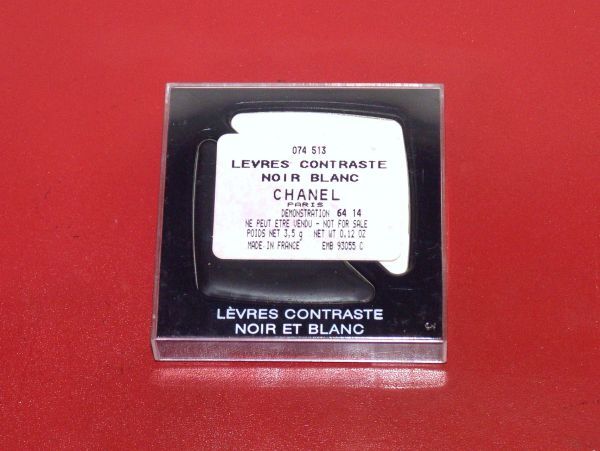 074 513
LEVRES CONTRASTE
NOIR BLANC
CHANEL
PARIS
DEMONSTRATION 64 14
NE PEUT ETRE VENDU - NOT FOR SALE
POIDS NET 3,5 g NET WT 0.12 OZ
MADE IN FRANCE EMB 93055 C
LÈVRES CONTRASTE
NOIR ET BLANC